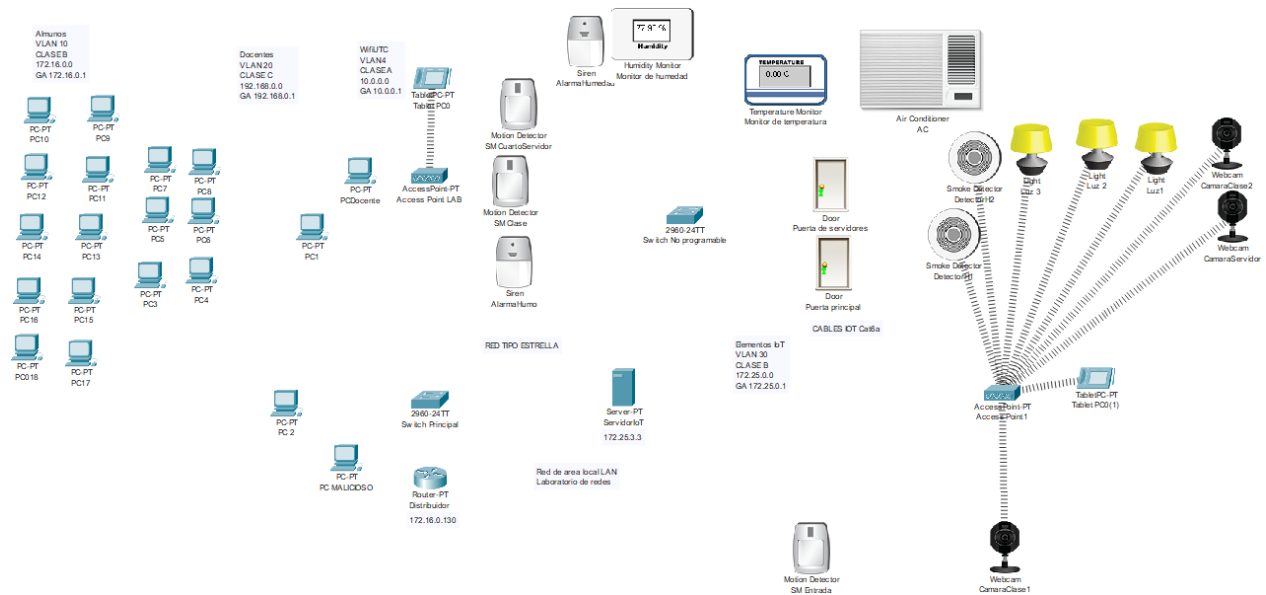 Almunos
VLAN 10
CLASE B
172.16.0.0
GA 172.16.0.1
Docentes
VLAN 20
CLASE C
192.168.0.0
GA 192.168.0.1
WifiUTC
VLAN4
CLASE A
10.0.0.0
GA 10.0.0.1
TabletPC-PT
Tablet PC0
Siren
AlarmaHumedad
Humidity
Humidity Monitor
Monitor de humedad
TEMPERATURE
0.00 C
Temperature Monitor
Monitor de temperatura
Air Conditioner
AC
PC-PT
PC10
PC-PT
PC9
Motion Detector
SM CuartoServidor
PC-PT
PC12
PC-PT
PC11
PC-PT
PC7
PC-PT
PC8
PC-PT
PCDocente
AccessPoint-PT
Access Point LAB
Motion Detector
SM Clase
Smoke Detector
DetectorH2
Light
Luz 3
Light
Luz 2
Light
Luz1
Webcam
CamaraClase2
PC-PT
PC14
PC-PT
PC13
PC-PT
PC5
PC-PT
PC6
PC-PT
PC1
2960-24TT
Switch No programable
Door
Puerta de servidores
Smoke Detector
DetectorH1
Webcam
CamaraServidor
PC-PT
PC16
PC-PT
PC15
PC-PT
PC3
PC-PT
PC4
Siren
AlarmaHumo
Door
Puerta principal
CABLES IOT Cat6a
PC-PT
PC018
PC-PT
PC17
RED TIPO ESTRELLA
Elementos IoT
VLAN 30
CLASE B
172.25.0.0
GA 172.25.0.1
PC-PT
PC 2
2960-24TT
Switch Principal
Server-PT
ServidorIoT
172.25.3.3
AccessPoint-PT
Access Point1
TabletPC-PT
Tablet PC0(1)
PC-PT
PC MALICIOSO
Router-PT
Distribuidor
172.16.0.130
Red de area local LAN
Laboratorio de redes
Motion Detector
SM Entrada
Webcam
CamaraClase1